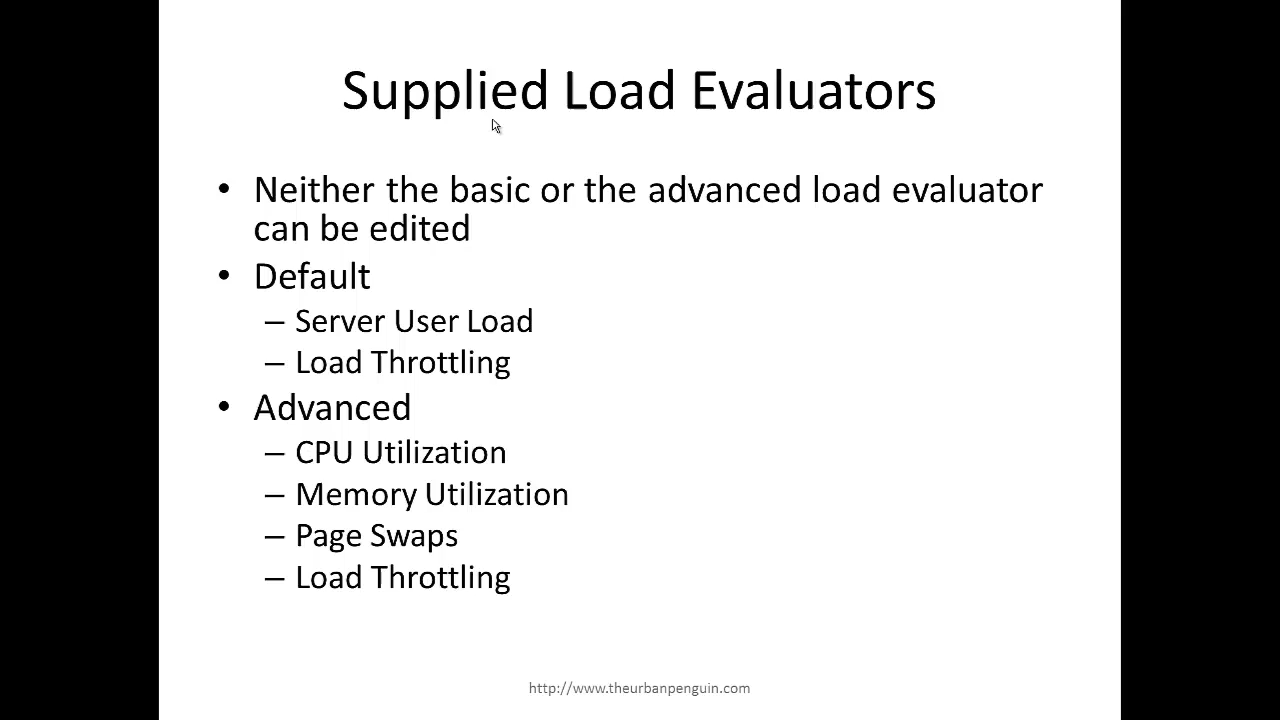 Supplied Load Evaluators
• Neither the basic or the advanced load evaluator
can be edited
• Default
– Server User Load
– Load Throttling
• Advanced
– CPU Utilization
– Memory Utilization
– Page Swaps
– Load Throttling
http://www.theurbanpenguin.com